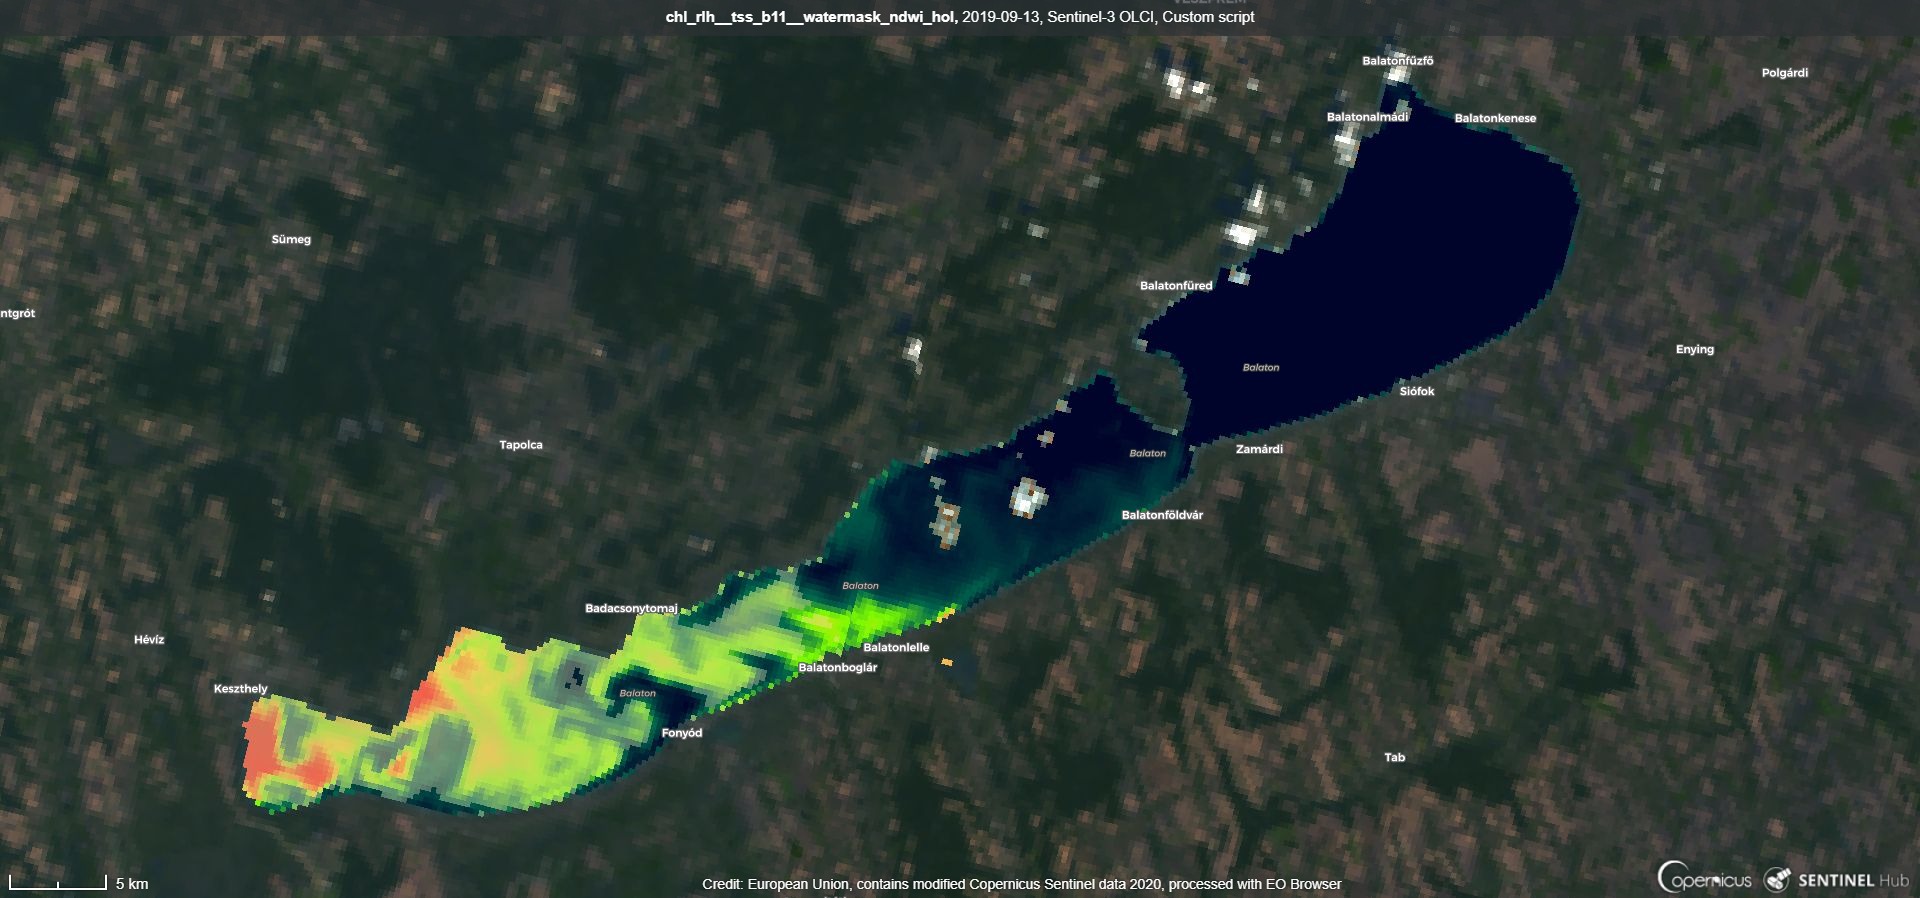 VESZPRÉM
chl_rlh__tss_b11__watermask_ndwi_hol, 2019-09-13, Sentinel-3 OLCI, Custom script
Balatonfűzfő
Polgárdi
Balatonalmádi
Balatonkenese
Sümeg
Balatonfüred
ntgrót
Enying
Balaton
Siófok
Tapolca
Balaton
Zamárdi
Balatonföldvár
Balaton
Badacsonytomaj
Hévíz
Balatonlelle
Balatonboglár
Keszthely
Balaton
Fonyód
Tab
5 km
Credit: European Union, contains modified Copernicus Sentinel data 2020, processed with EO Browser
Copernicus
SENTINEL Hub